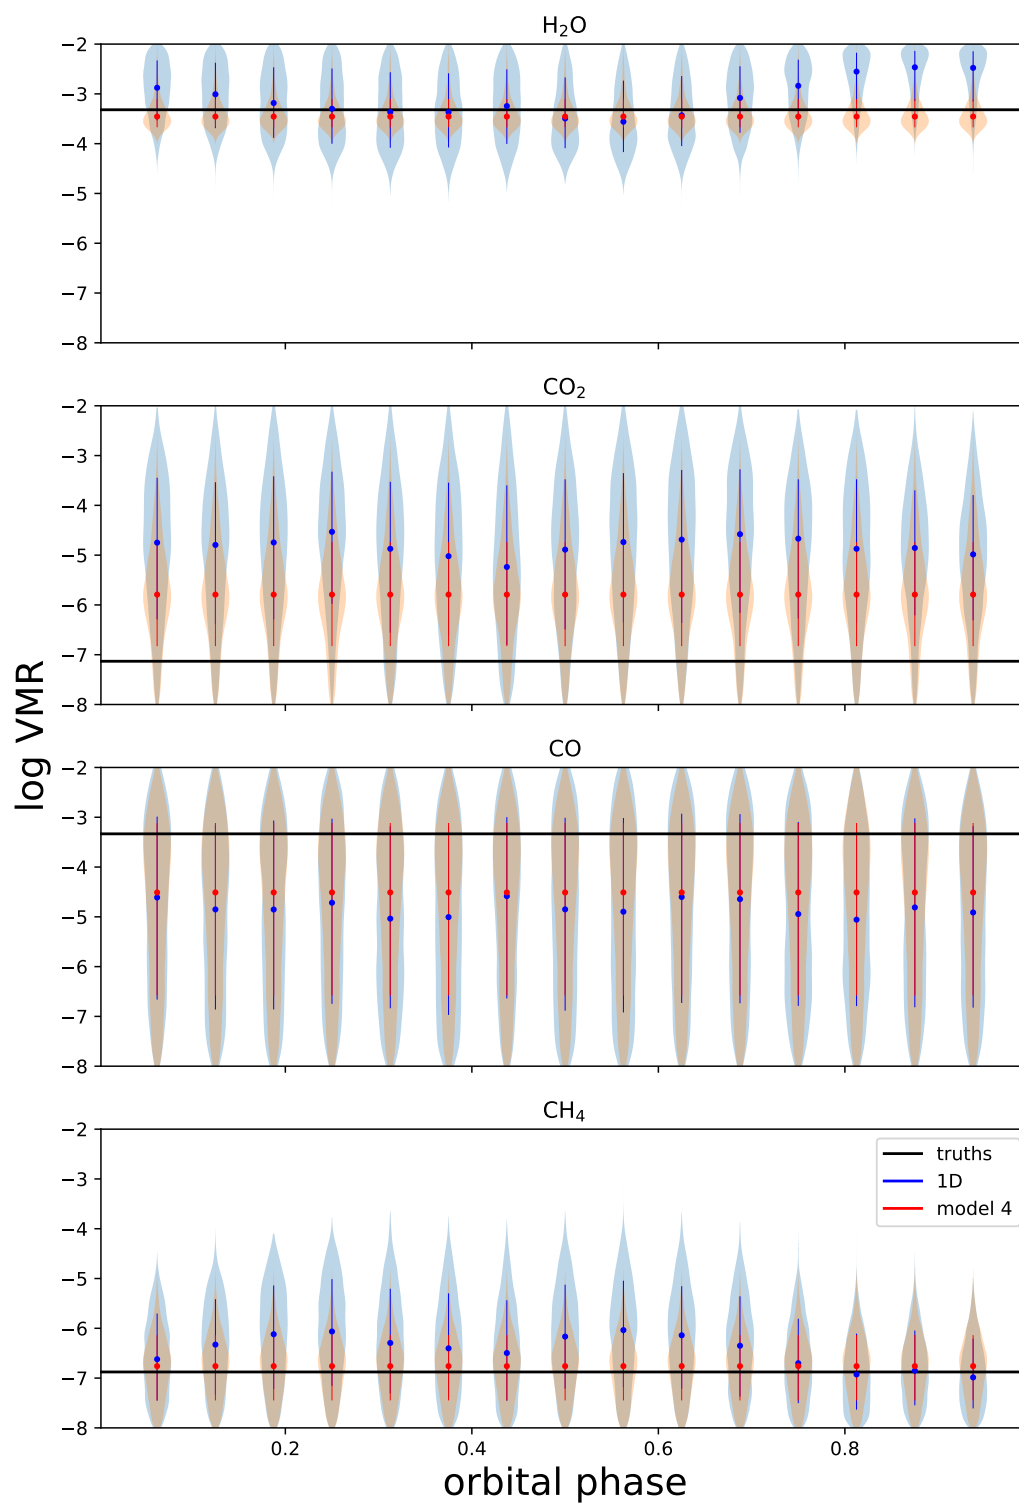 H₂O
−2
−3
−4
−5
−6
−7
−8
CO₂
−2
−3
−4
−5
−6
−7
−8
log VMR
CO
−2
−3
−4
−5
−6
−7
−8
CH₄
−2
−3
−4
−5
−6
−7
−8
truths
1D
model 4
0.2 0.4 0.6 0.8
orbital phase